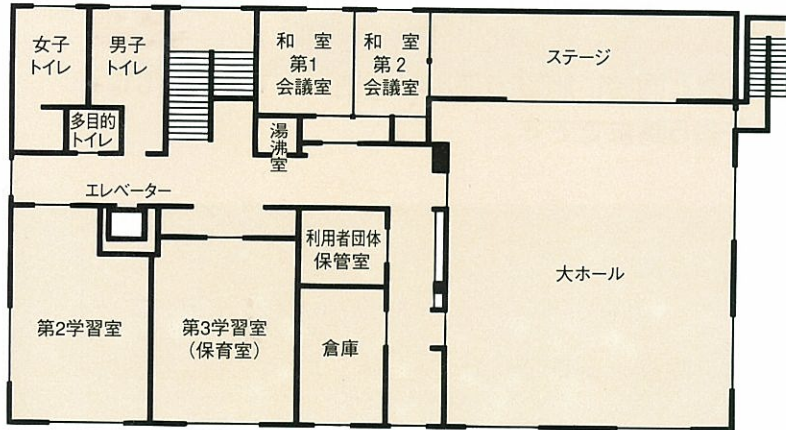 女子
トイレ
男子
トイレ
多目的
トイレ
和 室
第1
会議室
和 室
第2
会議室
ステージ
湯沸室
エレベーター
利用者団体
保管室
大ホール
第2学習室
第3学習室
(保育室)
倉庫